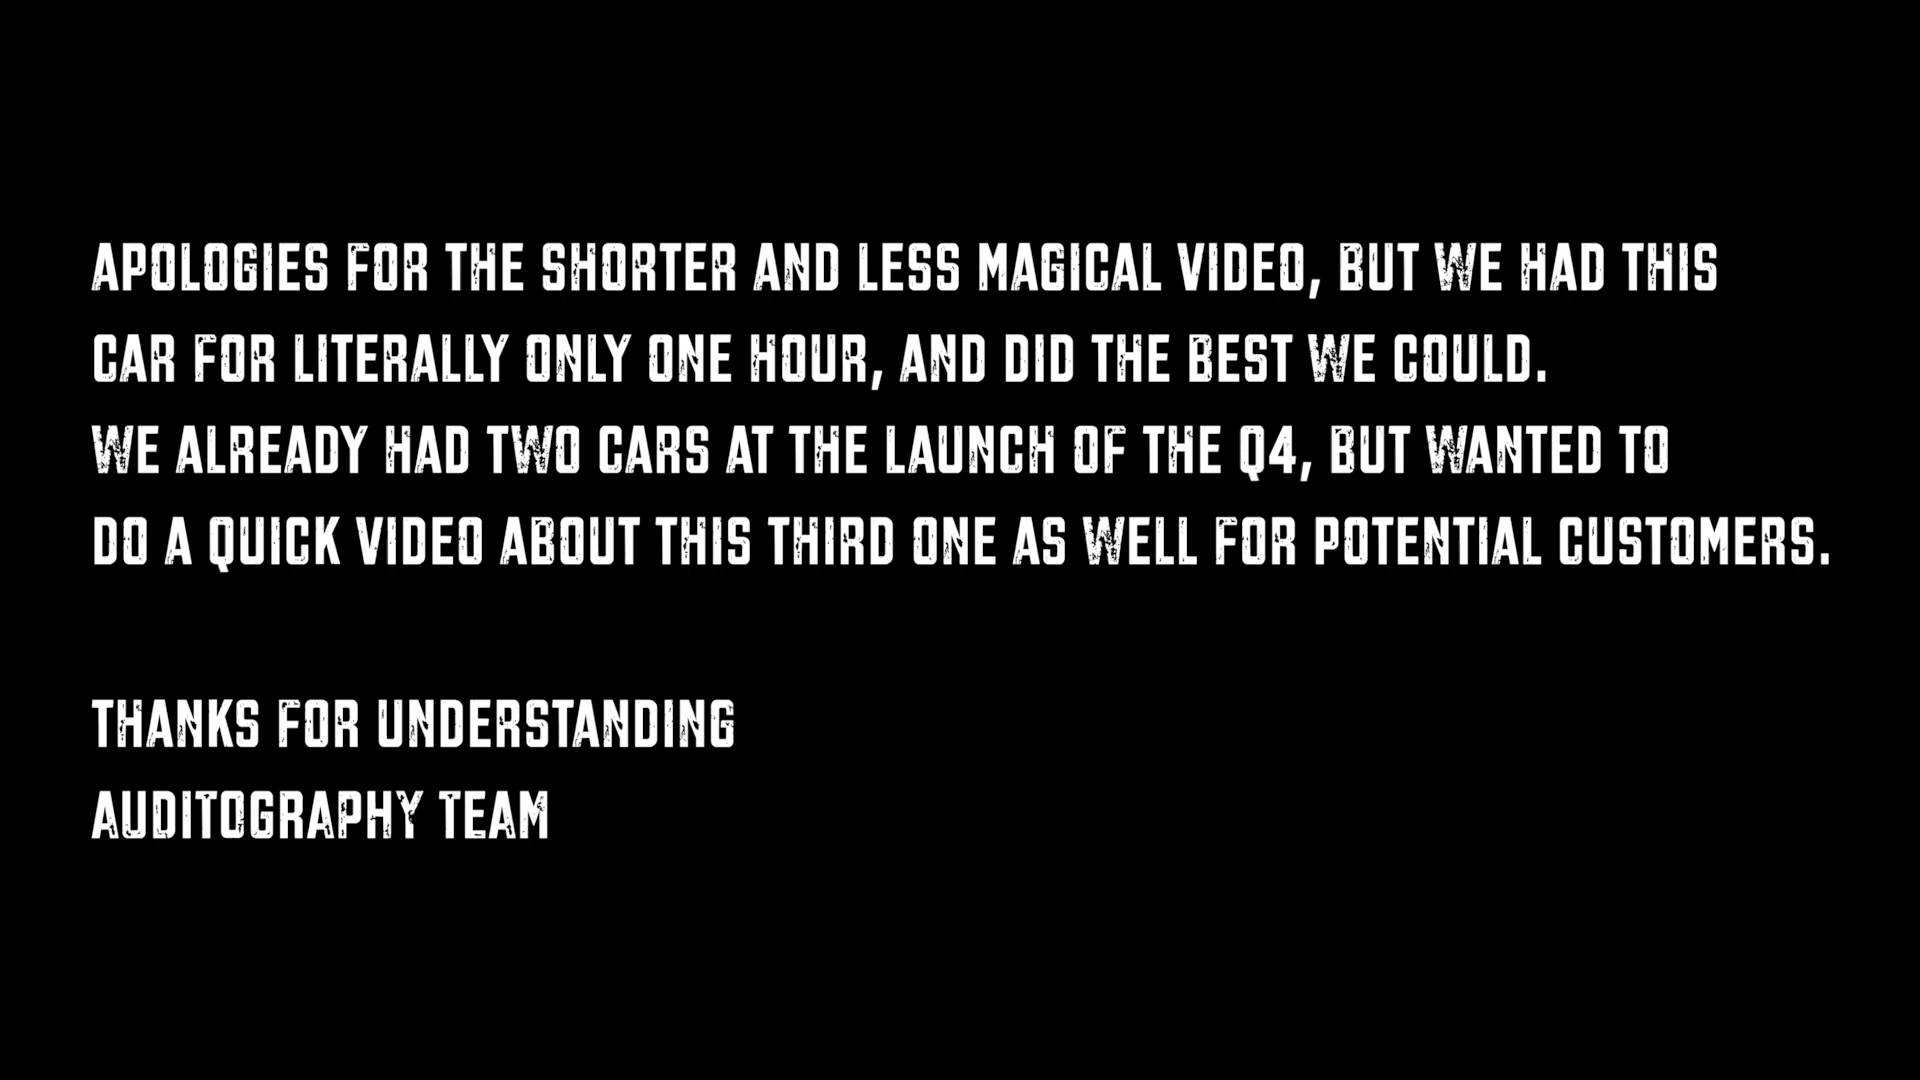 APOLOGIES FOR THE SHORTER AND LESS MAGICAL VIDEO, BUT WE HAD THIS
CAR FOR LITERALLY ONLY ONE HOUR, AND DID THE BEST WE COULD.
WE ALREADY HAD TWO CARS AT THE LAUNCH OF THE Q4, BUT WANTED TO
DO A QUICK VIDEO ABOUT THIS THIRD ONE AS WELL FOR POTENTIAL CUSTOMERS.
THANKS FOR UNDERSTANDING
AUDITOGRAPHY TEAM